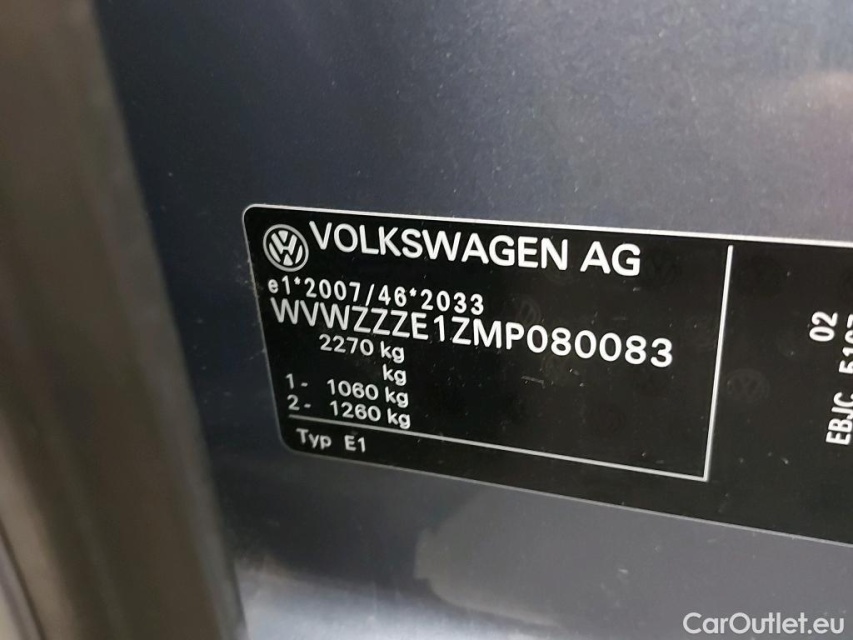 VOLKSWAGEN AG
e1*2007/46*2033
WVWZZZE1ZMP080083
2270 kg
kg
1- 1060 kg
2- 1260 kg
Typ E1
02
EBJC
CarOutlet.eu